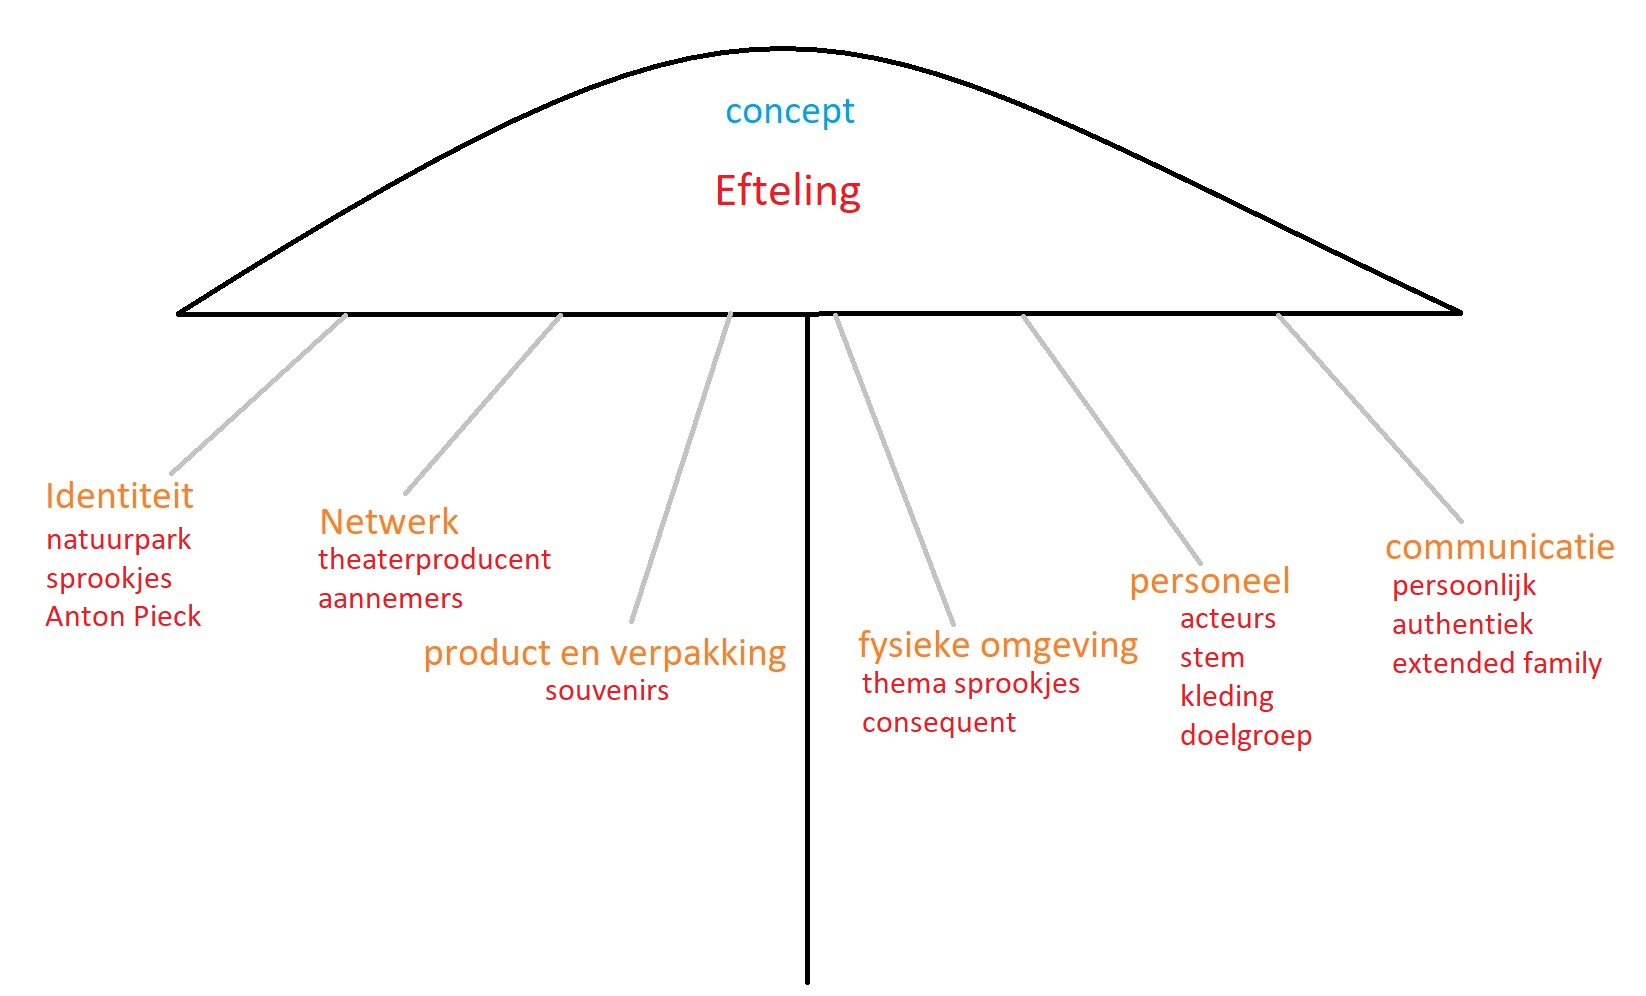 concept
Efteling
Identiteit
natuurpark
sprookjes
Anton Pieck
Netwerk
theaterproducent
aannemers
product en verpakking
souvenirs
fysieke omgeving
thema sprookjes
consequent
personeel
acteurs
stem
kleding
doelgroep
communicatie
persoonlijk
authentiek
extended family